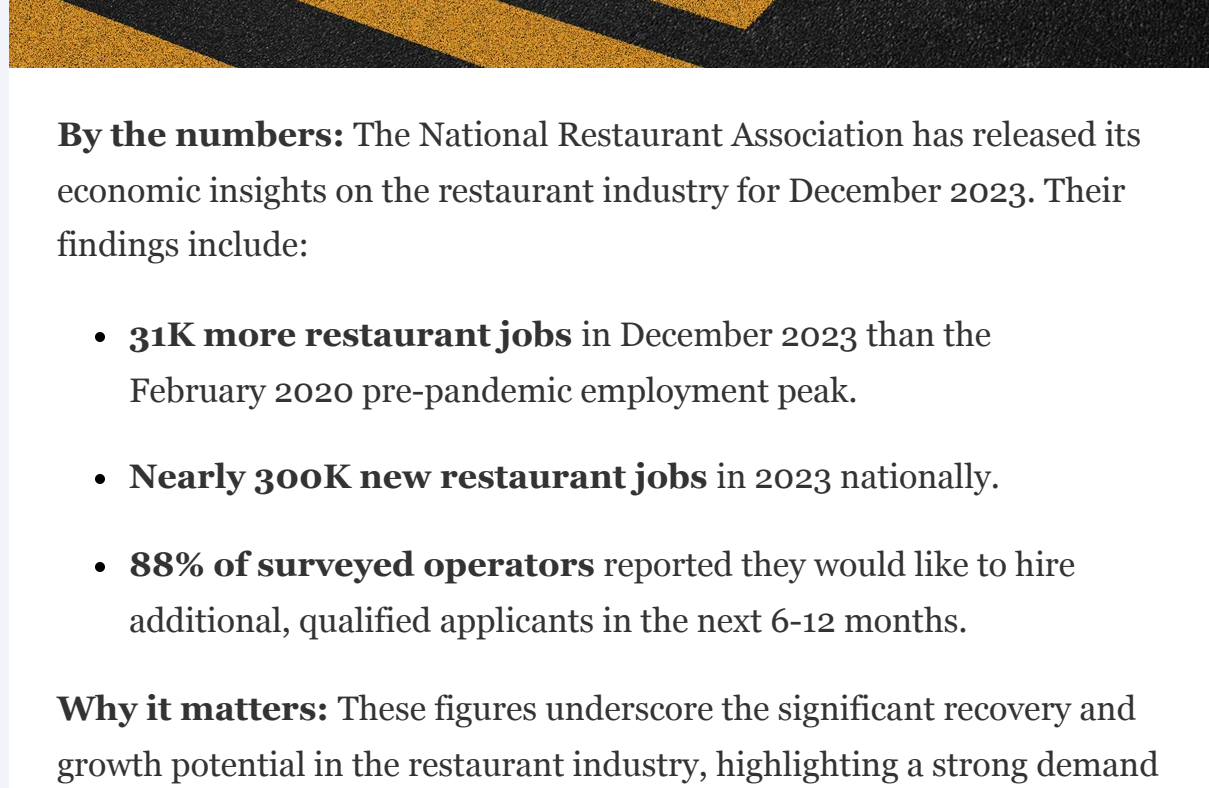 By the numbers: The National Restaurant Association has released its
economic insights on the restaurant industry for December 2023. Their
findings include:
• 31K more restaurant jobs in December 2023 than the
February 2020 pre-pandemic employment peak.
• Nearly 300K new restaurant jobs in 2023 nationally.
• 88% of surveyed operators reported they would like to hire
additional, qualified applicants in the next 6-12 months.
Why it matters: These figures underscore the significant recovery and
growth potential in the restaurant industry, highlighting a strong demand